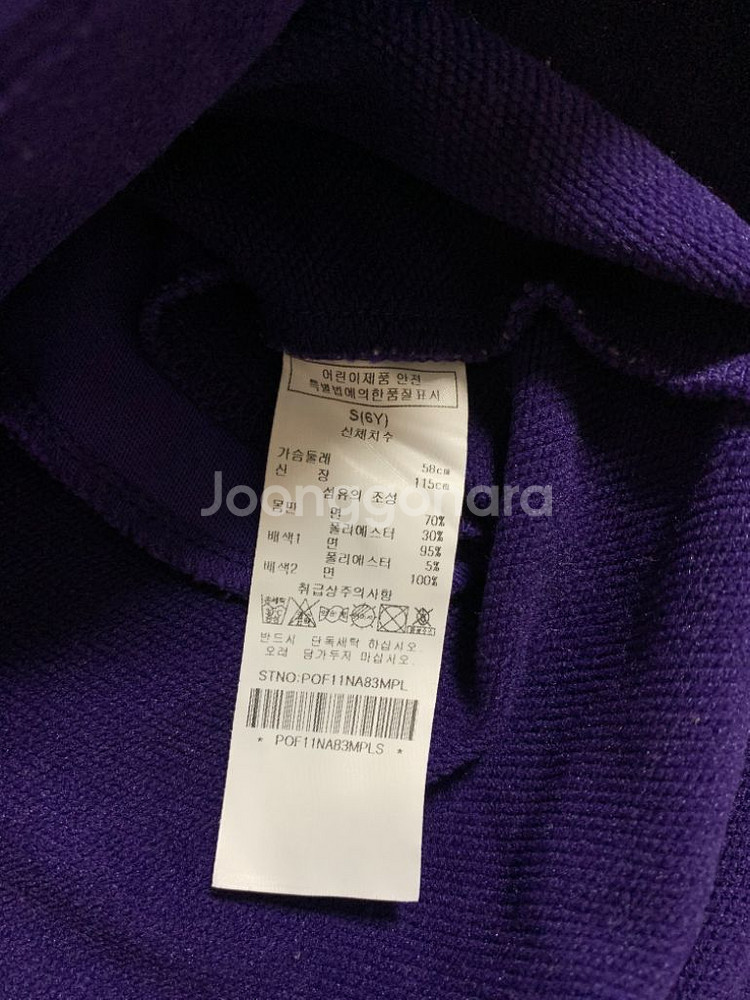 어린이제품 안전
특별법에의한품질표시
S(6Y)
신체치수
가슴둘레 58cm
신 장 115cm
섬유의 조성
몸판 면 70%
폴리에스터 30%
배색1 면 95%
폴리에스터 5%
배색2 면 100%
취급상주의사항
반드시 단독세탁 하십시오.
오래 담가두지 마십시오.
STNO:POF11NA83MPL
* POF11NA83MPLS *
Joonggonara